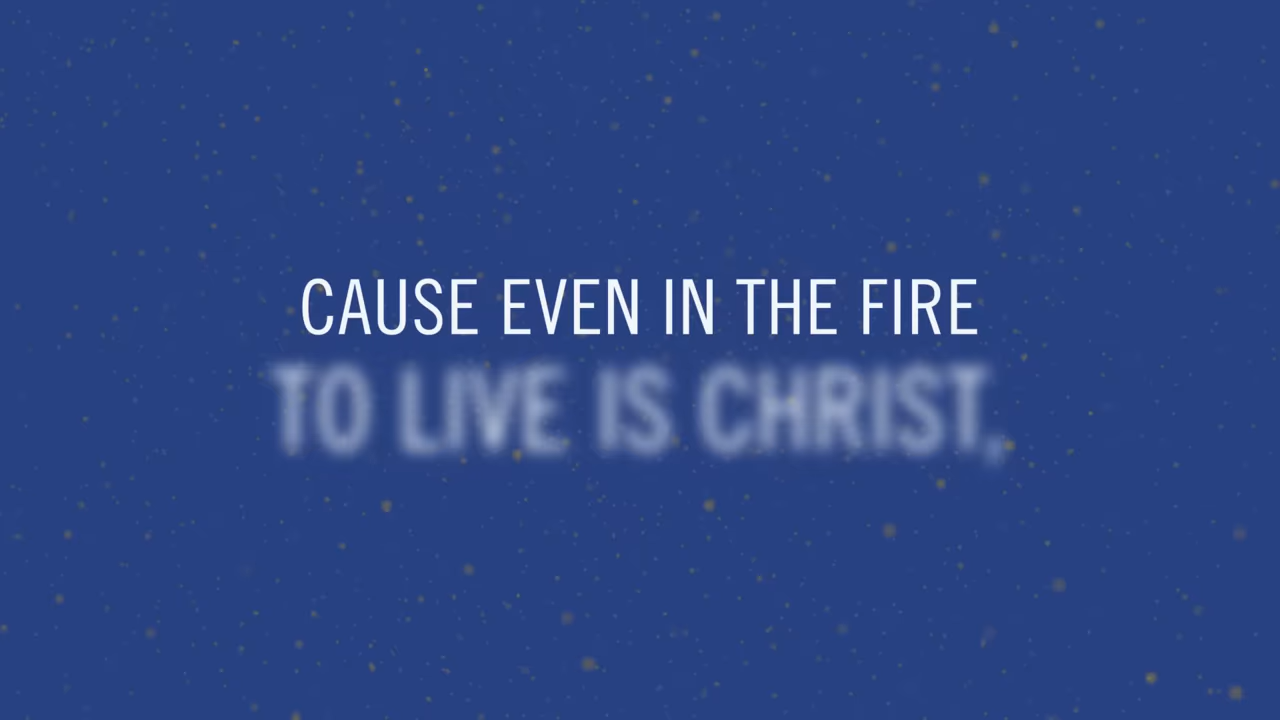 CAUSE EVEN IN THE FIRE
TO LIVE IS CHRIST,